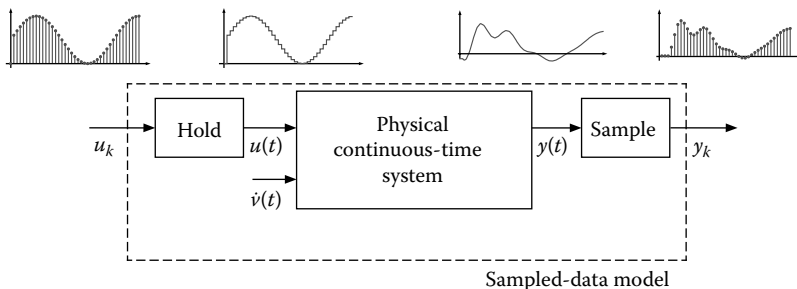 Hold
Physical
continuous-time
system
Sample
u_k
u(t)
y(t)
y_k
v̇(t)
Sampled-data model